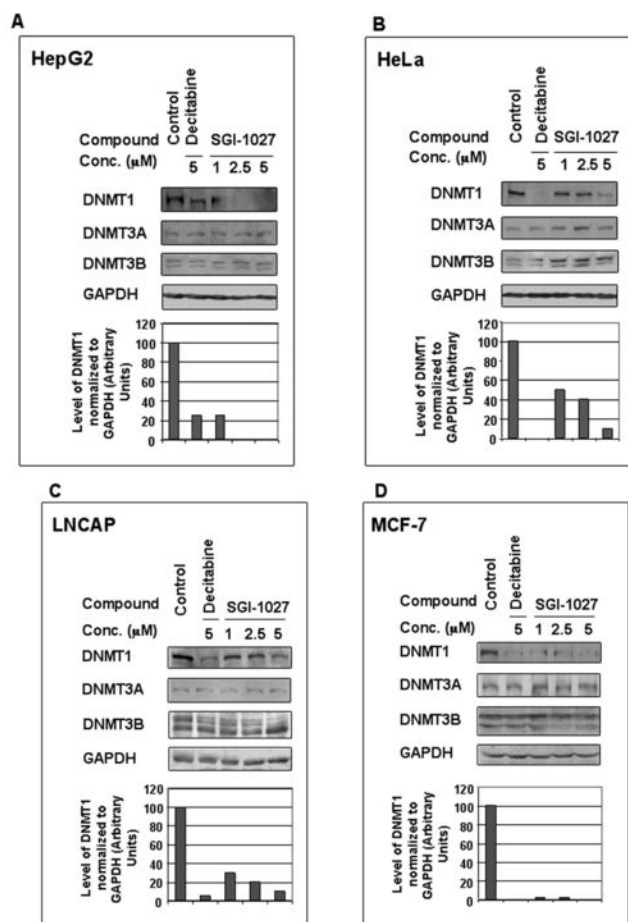 A
HepG2
Control
Decitabine
Compound
SGI-1027
Conc. (µM)
5 1 2.5 5
DNMT1
DNMT3A
DNMT3B
GAPDH
Level of DNMT1
normalized to
GAPDH (Arbitrary
Units)
120
100
80
60
40
20
0
B
HeLa
Control
Decitabine
Compound
SGI-1027
Conc. (µM)
5 1 2.5 5
DNMT1
DNMT3A
DNMT3B
GAPDH
Level of DNMT1
normalized to
GAPDH (Arbitrary
Units)
120
100
80
60
40
20
0
C
LNCAP
Control
Decitabine
Compound
SGI-1027
Conc. (µM)
5 1 2.5 5
DNMT1
DNMT3A
DNMT3B
GAPDH
Level of DNMT1
normalized to
GAPDH (Arbitrary
Units)
120
100
80
60
40
20
0
D
MCF-7
Control
Decitabine
Compound
SGI-1027
Conc. (µM)
5 1 2.5 5
DNMT1
DNMT3A
DNMT3B
GAPDH
Level of DNMT1
normalized to
GAPDH (Arbitrary
Units)
120
100
80
60
40
20
0